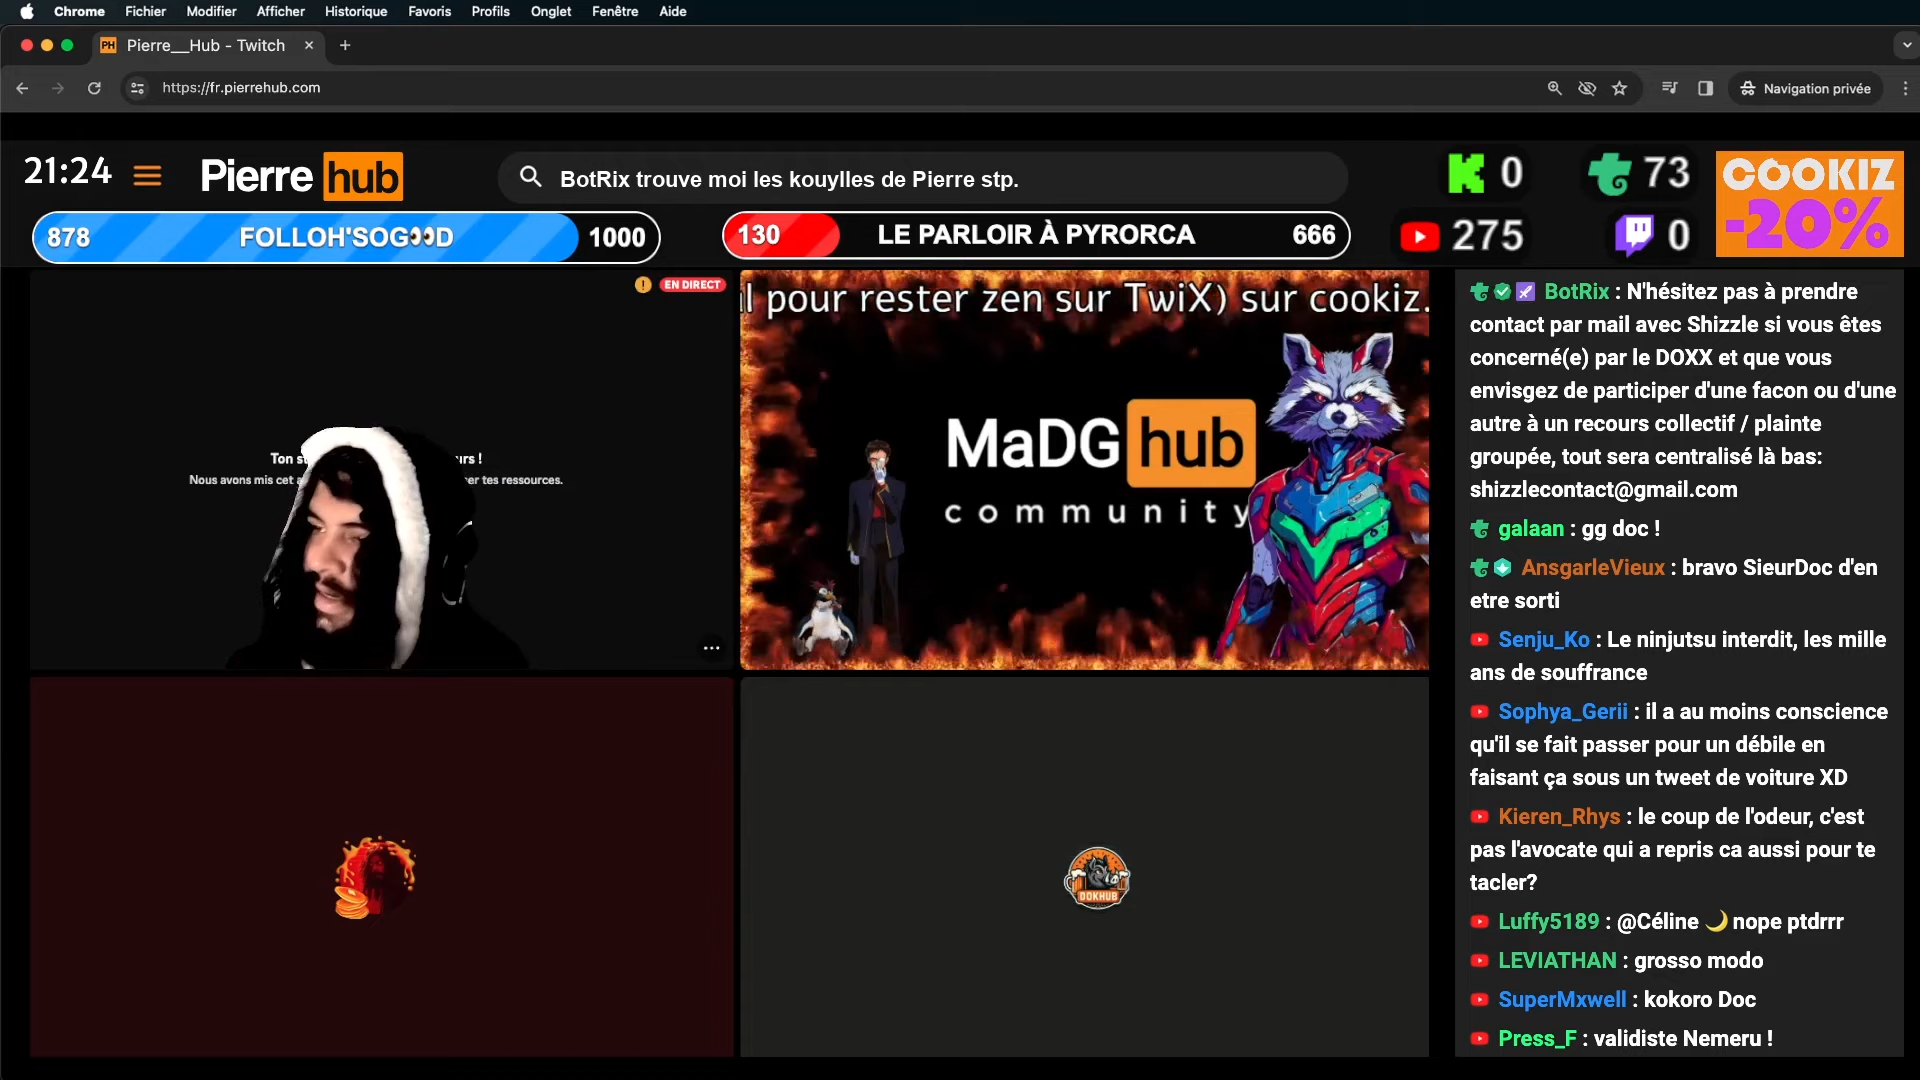 Chrome Fichier Modifier Afficher Historique Favoris Profils Onglet Fenêtre Aide
PH Pierre__Hub - Twitch
https://fr.pierrehub.com
Navigation privée
21:24
Pierre hub
BotRix trouve moi les kouylles de Pierre stp.
0
73
COOKIZ
-20%
878 FOLLOH'SOG👀D 1000
130 LE PARLOIR À PYRORCA 666
275
0
EN DIRECT
Ton st
urs !
Nous avons mis cet a
er tes ressources.
l pour rester zen sur TwiX) sur cookiz.
MaDG hub
community
DOKHUB
BotRix : N'hésitez pas à prendre
contact par mail avec Shizzle si vous êtes
concerné(e) par le DOXX et que vous
envisgez de participer d'une facon ou d'une
autre à un recours collectif / plainte
groupée, tout sera centralisé là bas:
shizzlecontact@gmail.com
galaan : gg doc !
AnsgarleVieux : bravo SieurDoc d'en
etre sorti
Senju_Ko : Le ninjutsu interdit, les mille
ans de souffrance
Sophya_Gerii : il a au moins conscience
qu'il se fait passer pour un débile en
faisant ça sous un tweet de voiture XD
Kieren_Rhys : le coup de l'odeur, c'est
pas l'avocate qui a repris ca aussi pour te
tacler?
Luffy5189 : @Céline 🌙 nope ptdrrr
LEVIATHAN : grosso modo
SuperMxwell : kokoro Doc
Press_F : validiste Nemeru !